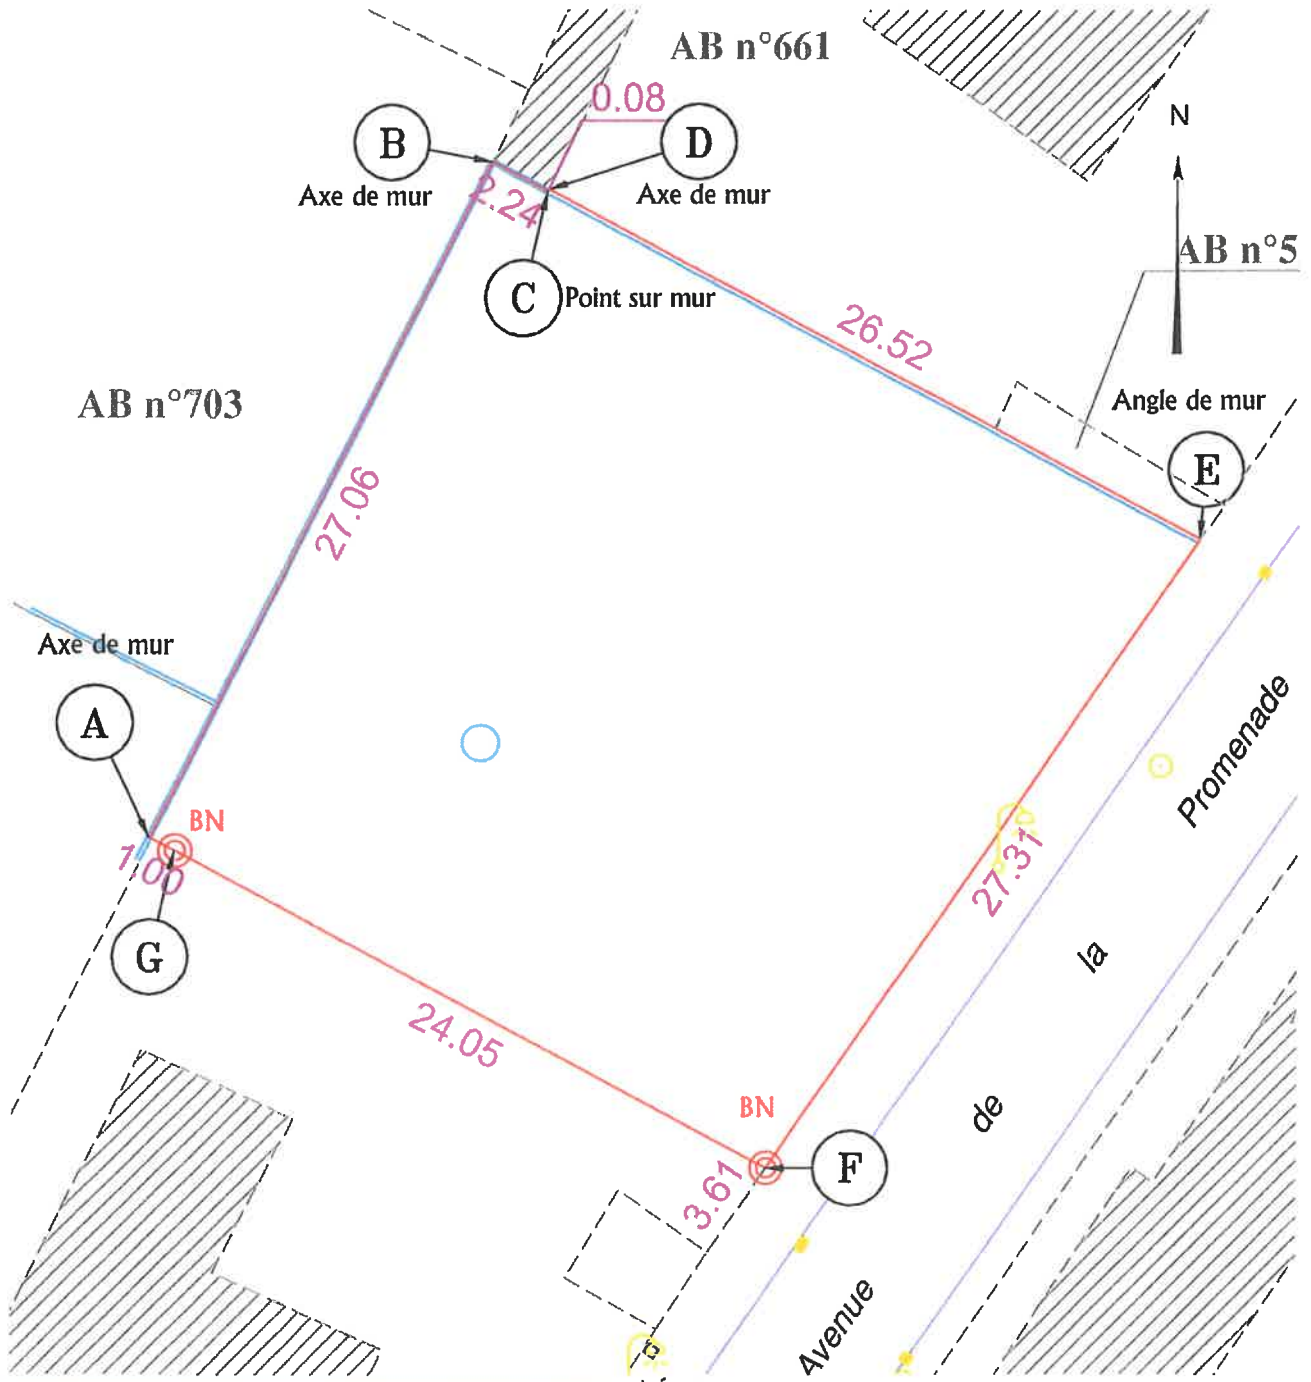 AB n°661
0.08
N
B
D
Axe de mur
Axe de mur
2.24
AB n°5
C
Point sur mur
26.52
AB n°703
Angle de mur
E
27.06
Axe de mur
A
BN
1.00
G
27.31
24.05
BN
F
3.61
Avenue de la Promenade